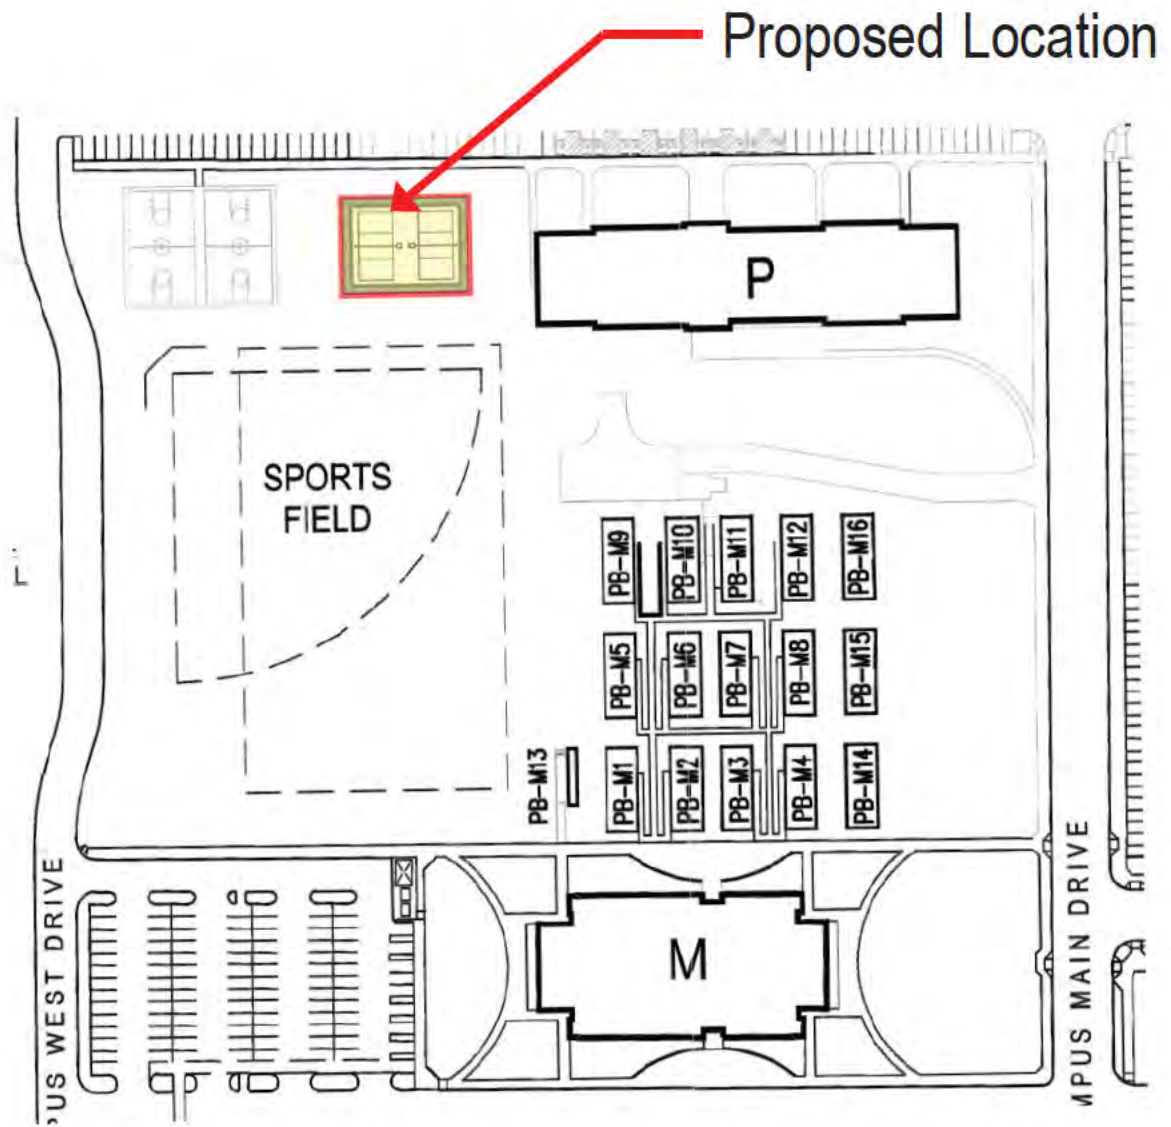 Proposed Location
P
SPORTS
FIELD
PB-M9
PB-M10
PB-M11
PB-M12
PB-M16
PB-M5
PB-M6
PB-M7
PB-M8
PB-M15
PB-M13
PB-M1
PB-M2
PB-M3
PB-M4
PB-M14
M
PUS WEST DRIVE
MPUS MAIN DRIVE